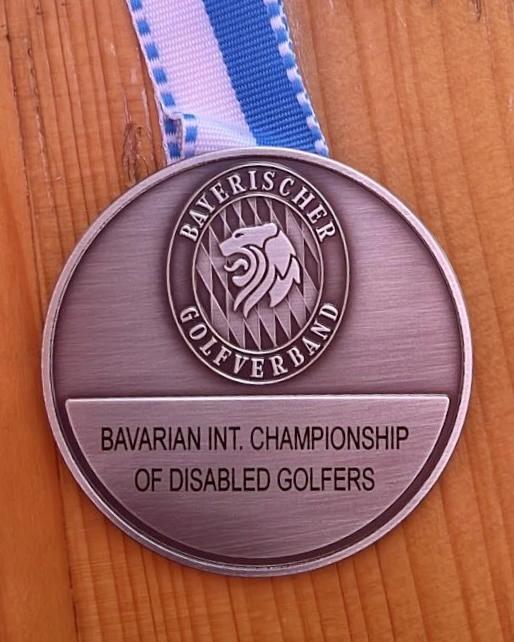 BAYERISCHER
GOLFVERBAND
BAVARIAN INT. CHAMPIONSHIP
OF DISABLED GOLFERS